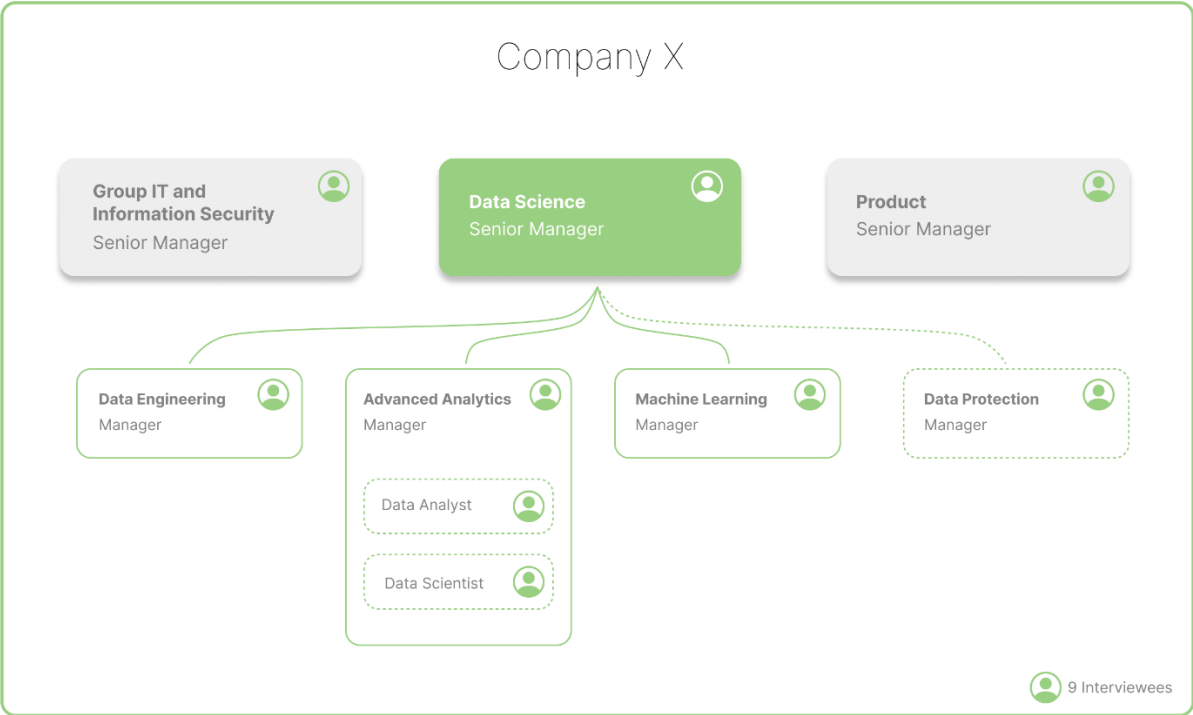 Company X
Group IT and
Information Security
Senior Manager
Data Science
Senior Manager
Product
Senior Manager
Data Engineering
Manager
Advanced Analytics
Manager
Data Analyst
Data Scientist
Machine Learning
Manager
Data Protection
Manager
9 Interviewees